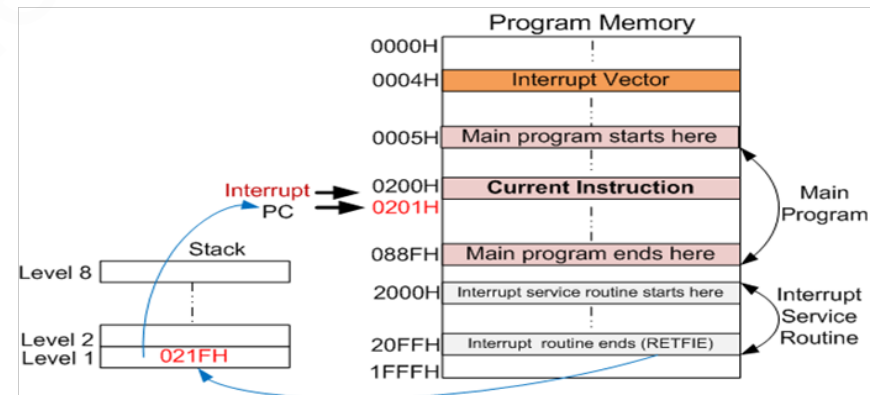 Program Memory
0000H
0004H
Interrupt Vector
0005H
Main program starts here
Interrupt
0200H
Current Instruction
PC
0201H
Main
Program
Stack
088FH
Main program ends here
Level 8
2000H
Interrupt service routine starts here
Interrupt
Service
Routine
Level 2
Level 1
021FH
20FFH
Interrupt routine ends (RETFIE)
1FFFH